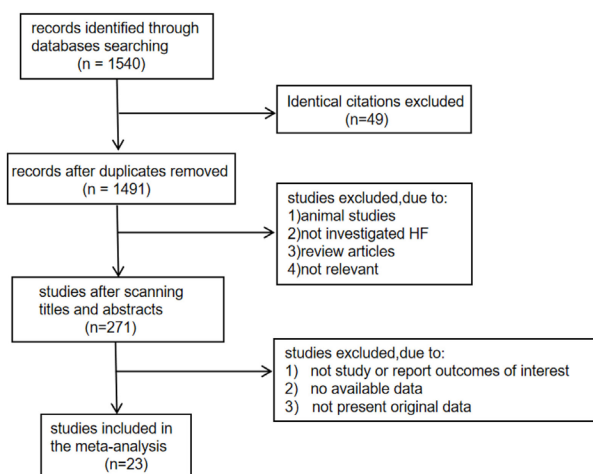 records identified through
databases searching
(n = 1540)
Identical citations excluded
(n=49)
records after duplicates removed
(n = 1491)
studies excluded,due to:
1)animal studies
2)not investigated HF
3)review articles
4)not relevant
studies after scanning
titles and abstracts
(n=271)
studies excluded,due to:
1) not study or report outcomes of interest
2) no available data
3) not present original data
studies included in
the meta-analysis
(n=23)